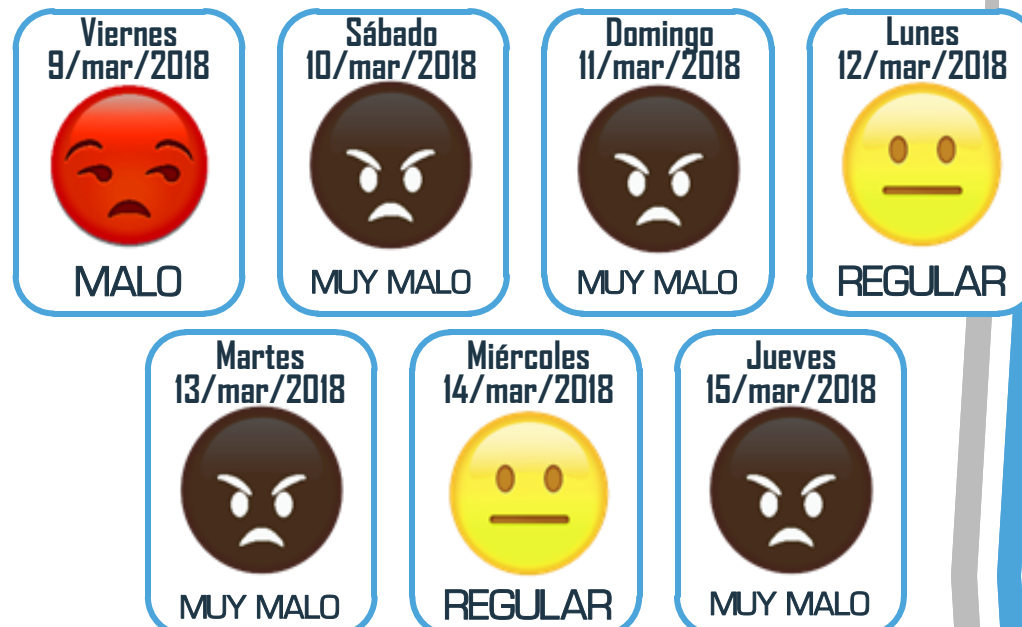 Viernes
9/mar/2018
MALO
Sábado
10/mar/2018
MUY MALO
Domingo
11/mar/2018
MUY MALO
Lunes
12/mar/2018
REGULAR
Martes
13/mar/2018
MUY MALO
Miércoles
14/mar/2018
REGULAR
Jueves
15/mar/2018
MUY MALO